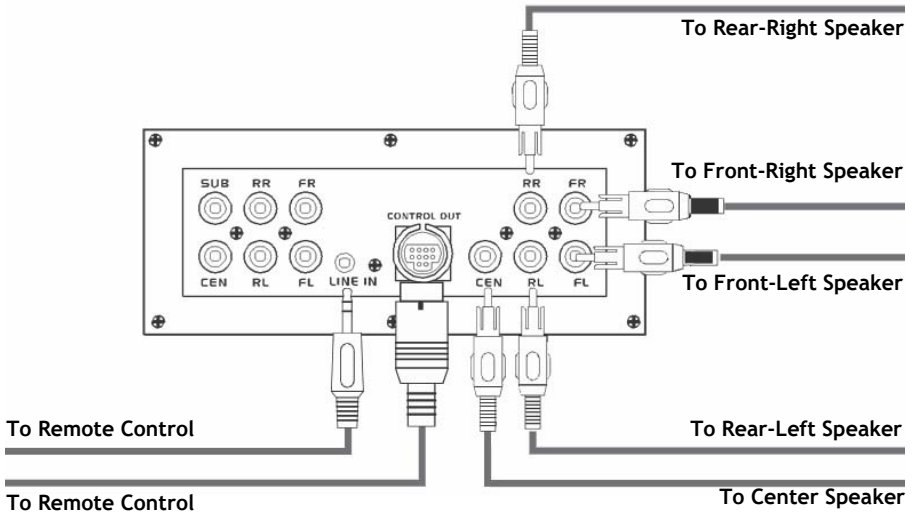 To Rear-Right Speaker
To Front-Right Speaker
SUB RR FR
RR FR
CONTROL OUT
CEN RL FL LINE IN
CEN RL FL
To Front-Left Speaker
To Remote Control
To Rear-Left Speaker
To Remote Control
To Center Speaker